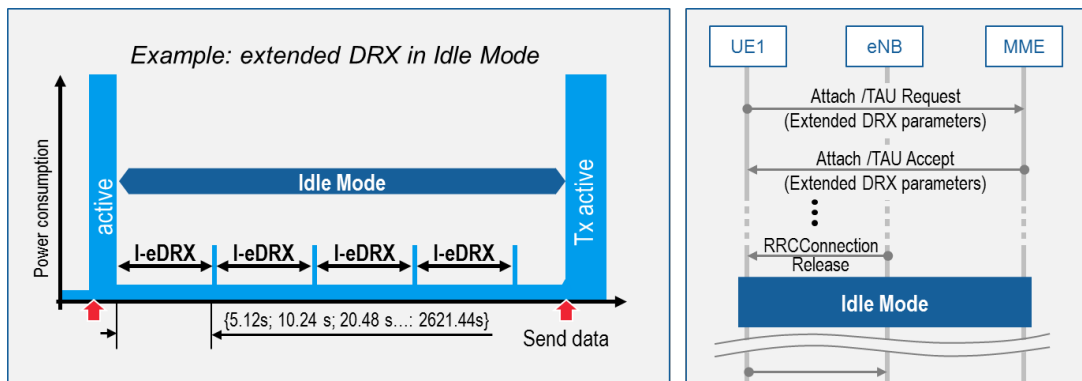 Example: extended DRX in Idle Mode
Power consumption
active
Idle Mode
Tx active
I-eDRX
I-eDRX
I-eDRX
I-eDRX
{5.12s; 10.24 s; 20.48 s…: 2621.44s}
Send data
UE1
eNB
MME
Attach /TAU Request
(Extended DRX parameters)
Attach /TAU Accept
(Extended DRX parameters)
RRCConnection
Release
Idle Mode